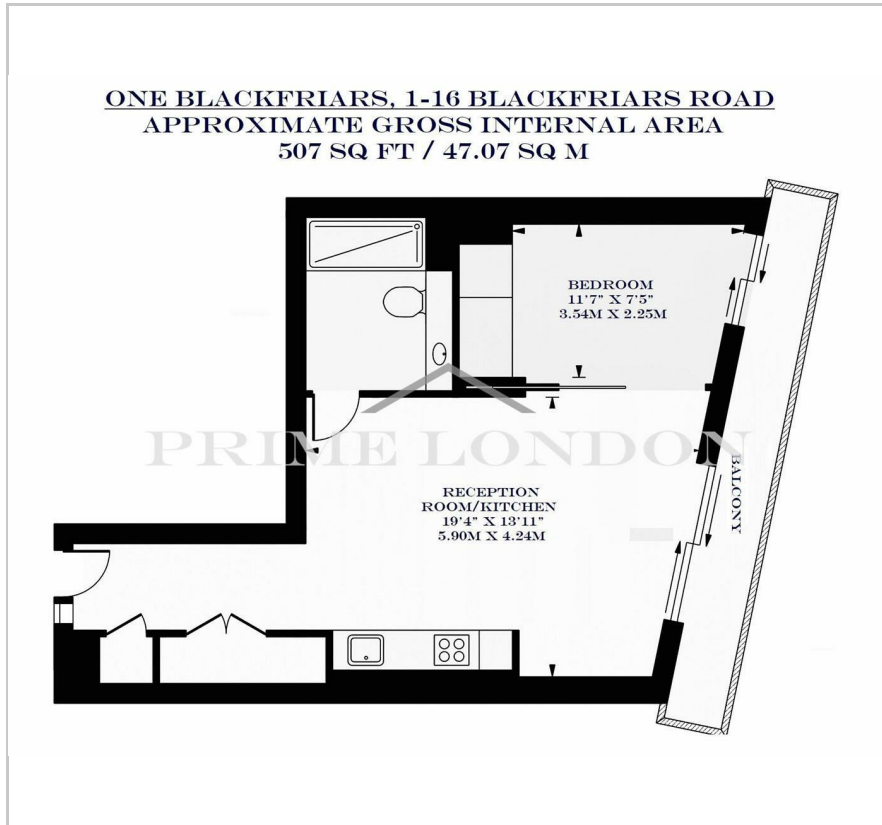 ONE BLACKFRIARS, 1-16 BLACKFRIARS ROAD
APPROXIMATE GROSS INTERNAL AREA
507 SQ FT / 47.07 SQ M
BEDROOM
11'7" X 7'5"
3.54M X 2.25M
PRIME LONDON
BALCONY
RECEPTION
ROOM/KITCHEN
19'4" X 13'11"
5.90M X 4.24M